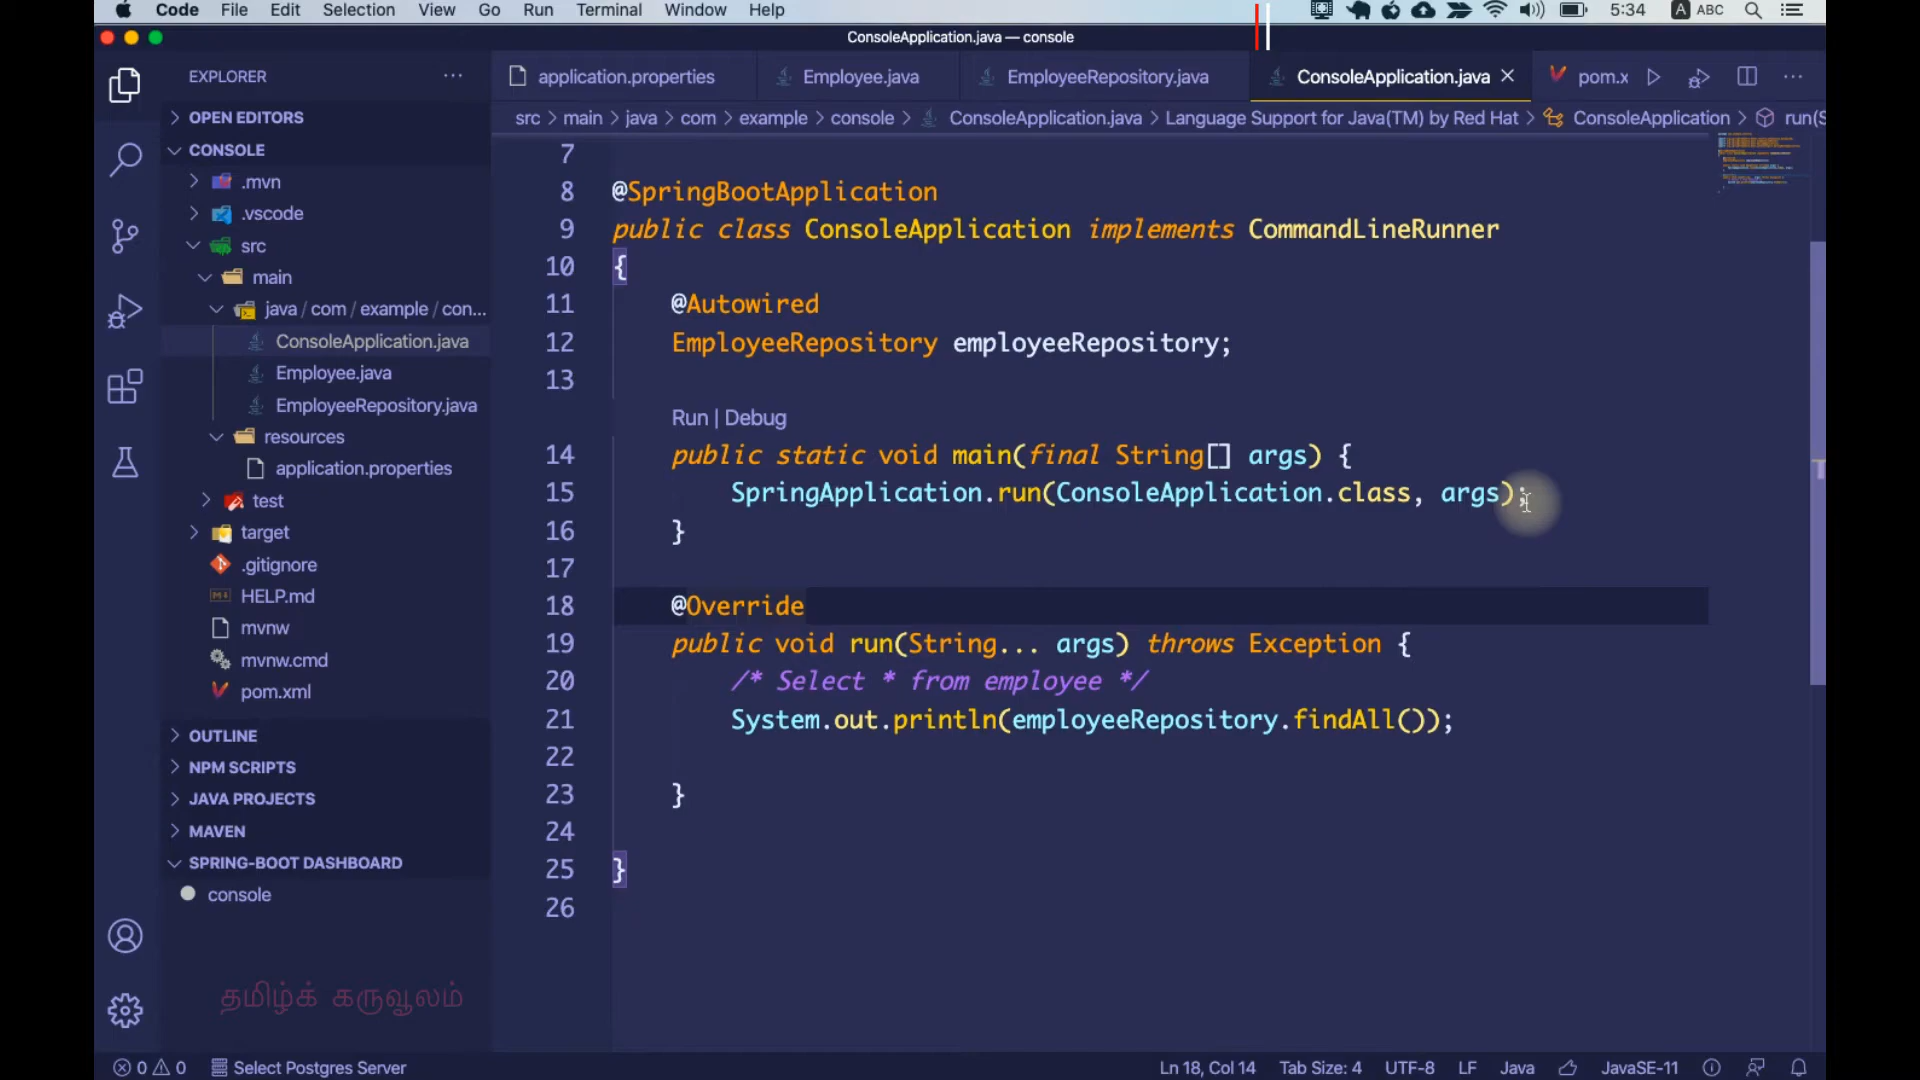 Code File Edit Selection View Go Run Terminal Window Help 5:34 A ABC
ConsoleApplication.java — console
EXPLORER
application.properties Employee.java EmployeeRepository.java ConsoleApplication.java pom.x
src > main > java > com > example > console > ConsoleApplication.java > Language Support for Java(TM) by Red Hat > ConsoleApplication > run(S
OPEN EDITORS
CONSOLE
.mvn
.vscode
src
main
java / com / example / con...
ConsoleApplication.java
Employee.java
EmployeeRepository.java
resources
application.properties
test
target
.gitignore
HELP.md
mvnw
mvnw.cmd
pom.xml
OUTLINE
NPM SCRIPTS
JAVA PROJECTS
MAVEN
SPRING-BOOT DASHBOARD
console
தமிழ்க் கருவூலம்
7
8 @SpringBootApplication
9 public class ConsoleApplication implements CommandLineRunner
10 {
11 @Autowired
12 EmployeeRepository employeeRepository;
13
Run | Debug
14 public static void main(final String[] args) {
15 SpringApplication.run(ConsoleApplication.class, args);
16 }
17
18 @Override
19 public void run(String... args) throws Exception {
20 /* Select * from employee */
21 System.out.println(employeeRepository.findAll());
22
23 }
24
25 }
26
0 0 Select Postgres Server Ln 18, Col 14 Tab Size: 4 UTF-8 LF Java JavaSE-11